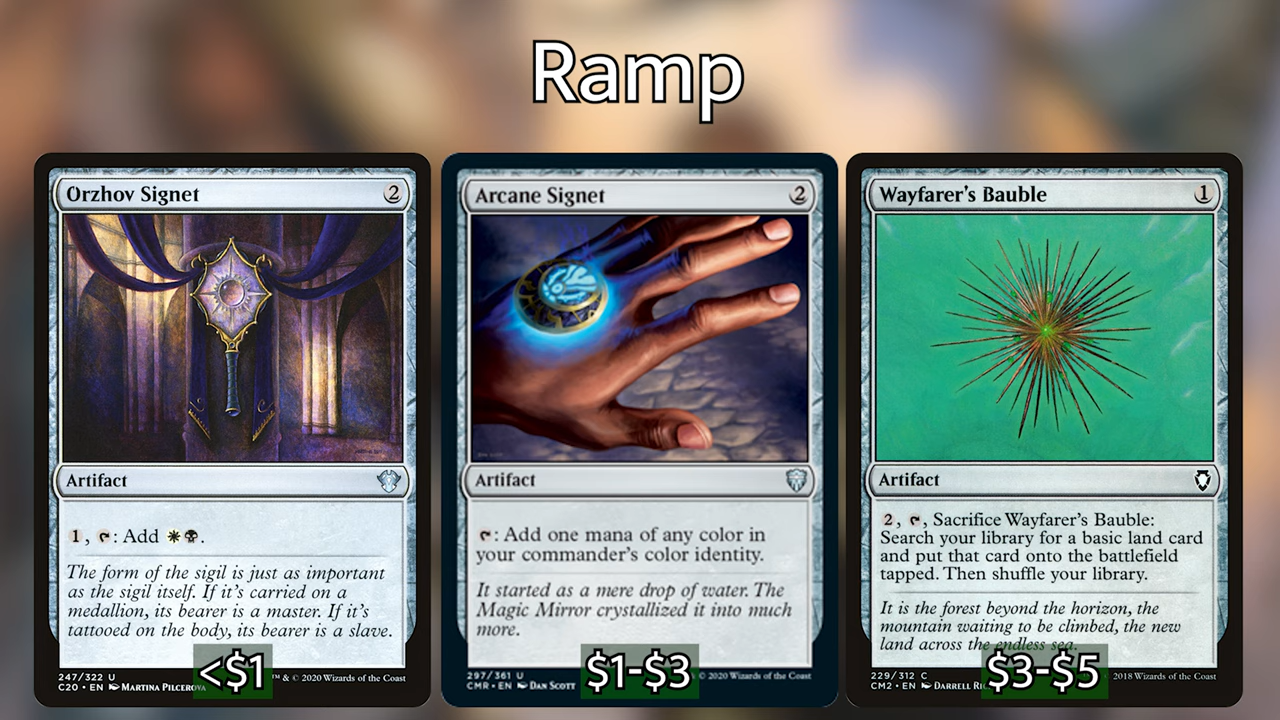 Ramp
Orzhov Signet 2
Artifact
1, : Add .
The form of the sigil is just as important
as the sigil itself. If it's carried on a
medallion, its bearer is a master. If it's
tattooed on the body, its bearer is a slave.
<$1
247/322 U
C20 • EN MARTINA PILCEROVA
™ & © 2020 Wizards of the Coast
Arcane Signet 2
Artifact
: Add one mana of any color in
your commander's color identity.
It started as a mere drop of water. The
Magic Mirror crystallized it into much
more.
$1-$3
297/361 U
CMR • EN DAN SCOTT
© 2020 Wizards of the Coast
Wayfarer's Bauble 1
Artifact
2, , Sacrifice Wayfarer's Bauble:
Search your library for a basic land card
and put that card onto the battlefield
tapped. Then shuffle your library.
It is the forest beyond the horizon, the
mountain waiting to be climbed, the new
land across the endless sea.
$3-$5
229/312 C
CM2 • EN DARRELL
2018 Wizards of the Coast